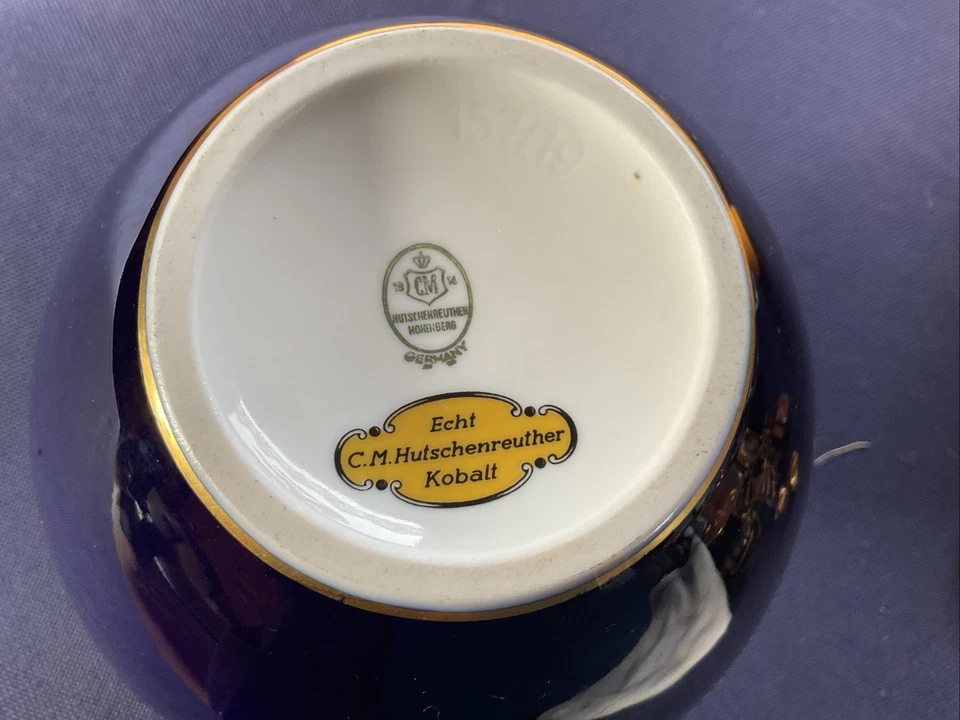 18 CM 14
HUTSCHENREUTHER
HOHENBERG
GERMANY
Echt
C.M.Hutschenreuther
Kobalt